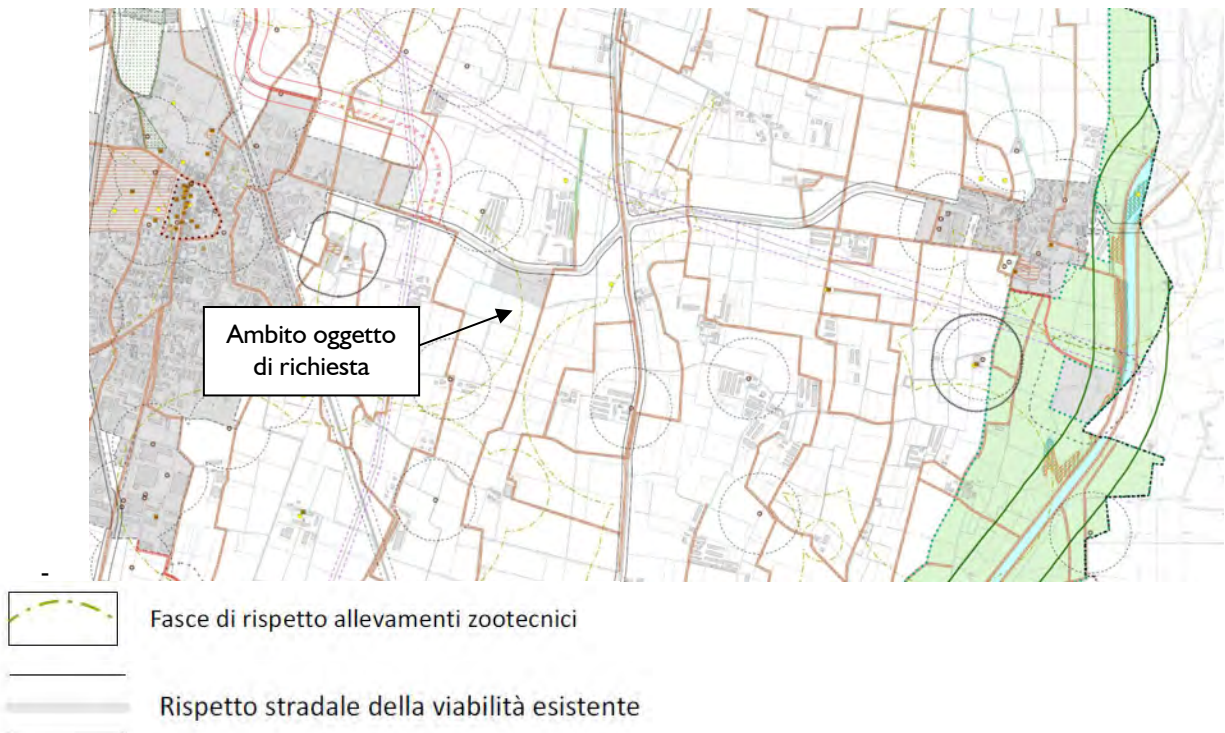 Ambito oggetto
di richiesta
-
Fasce di rispetto allevamenti zootecnici
Rispetto stradale della viabilità esistente